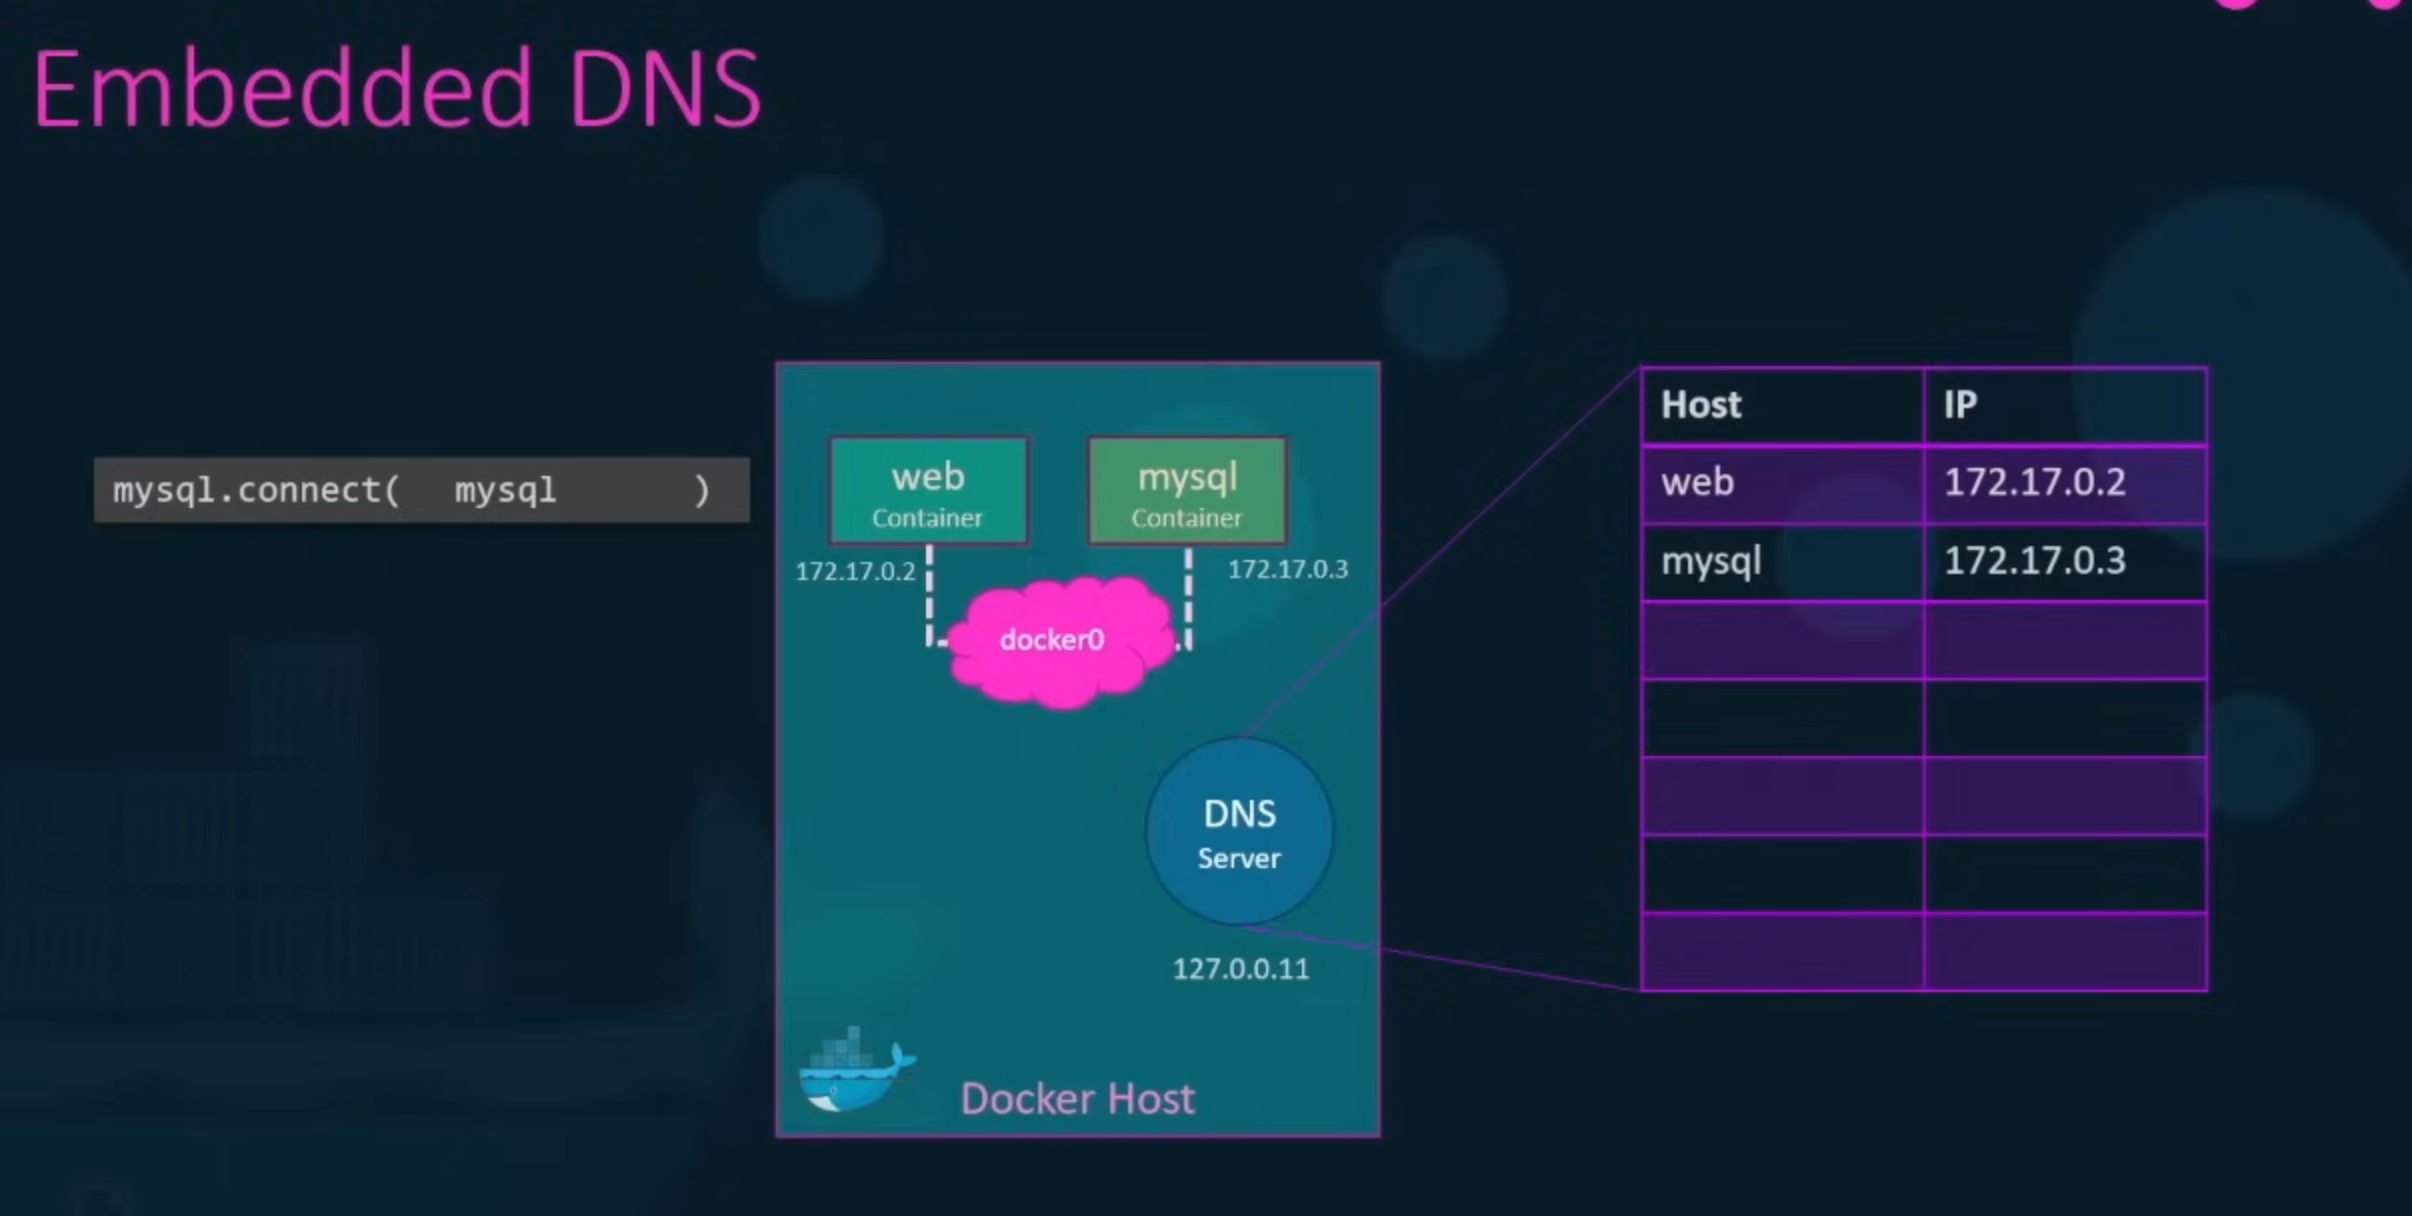 Embedded DNS
mysql.connect( mysql )
web
Container
mysql
Container
172.17.0.2
172.17.0.3
docker0
DNS
Server
127.0.0.11
Docker Host
Host IP
web 172.17.0.2
mysql 172.17.0.3